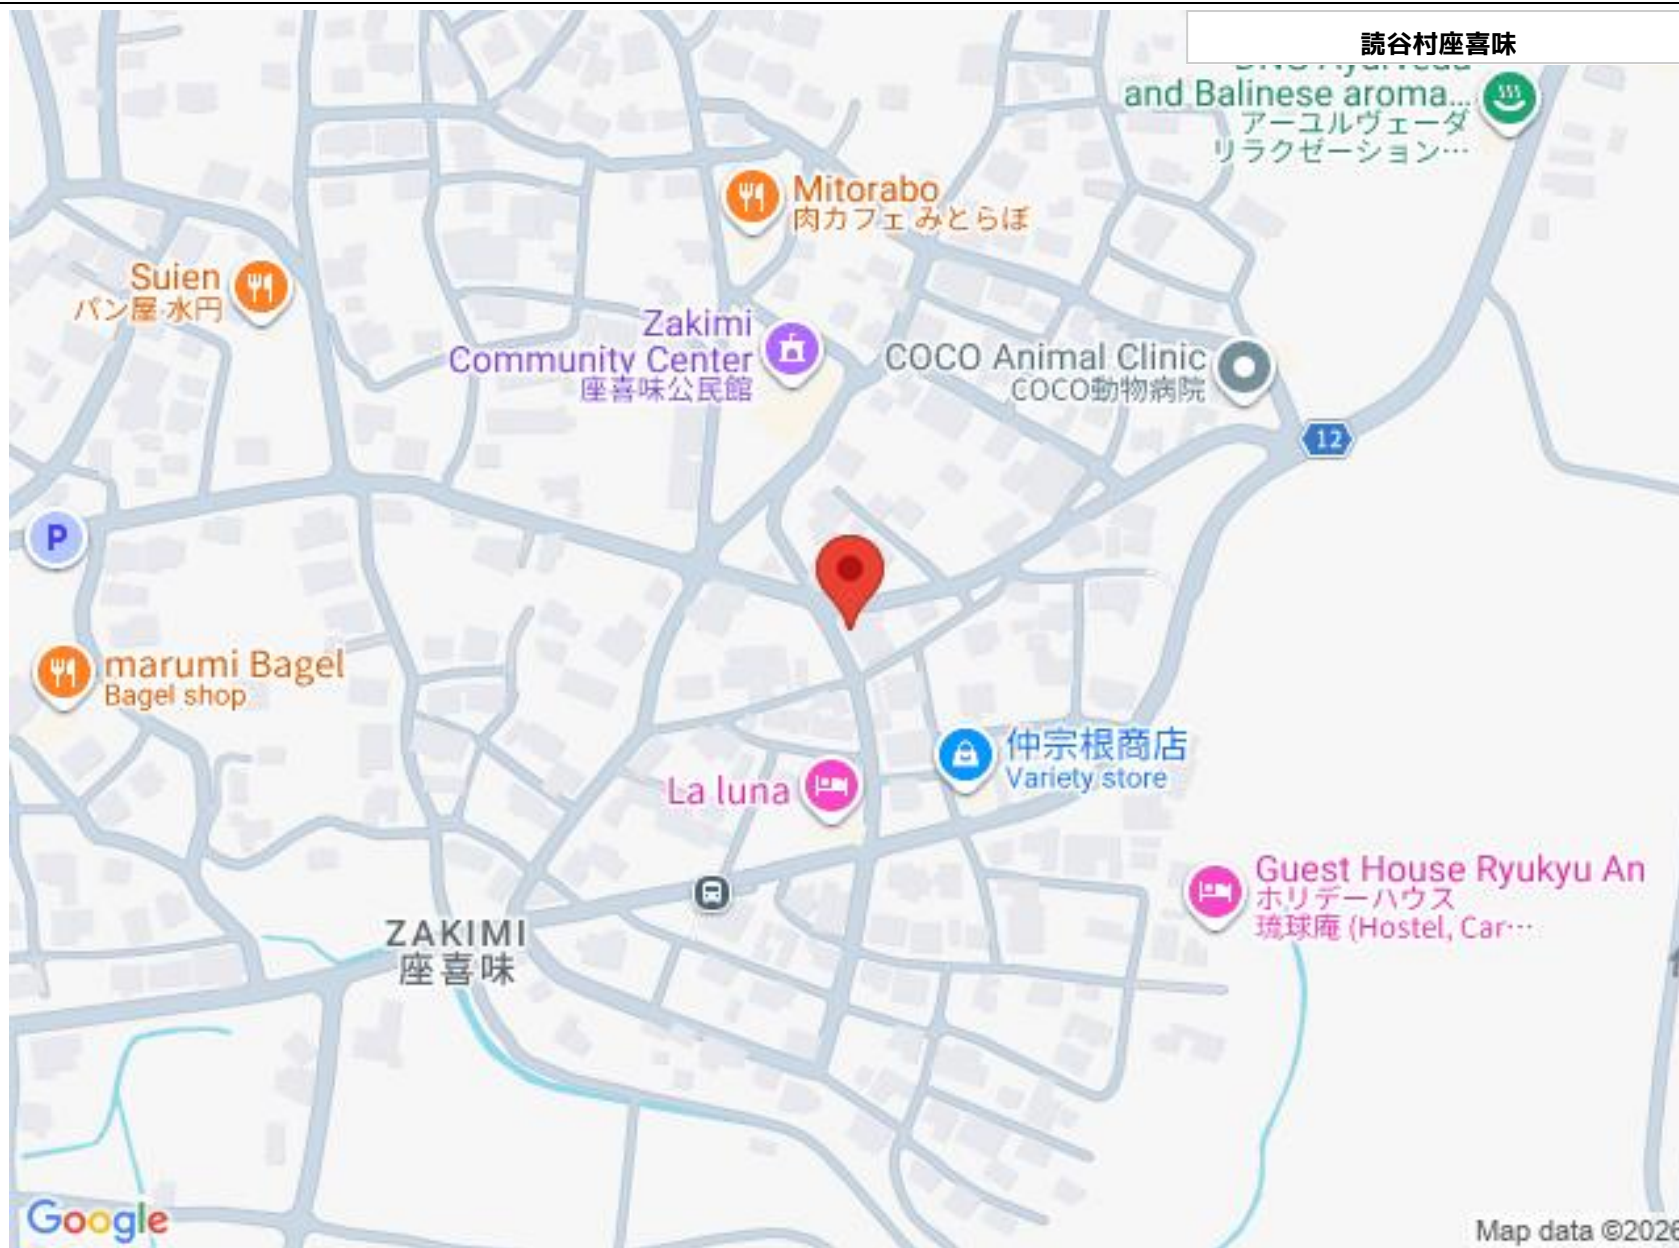 読谷村座喜味
and Balinese aroma...
アーユルヴェーダ
リラクゼーション…
Mitorabo
肉カフェ みとらぼ
Suien
パン屋 水円
Zakimi
Community Center
座喜味公民館
COCO Animal Clinic
COCO動物病院
12
P
marumi Bagel
Bagel shop
仲宗根商店
Variety store
La luna
Guest House Ryukyu An
ホリデーハウス
琉球庵 (Hostel, Car…
ZAKIMI
座喜味
Google
Map data ©2026